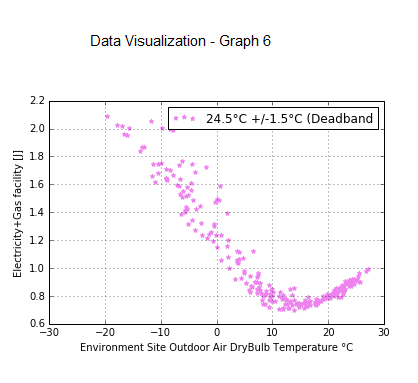 Data Visualization - Graph 6
24.5°C +/-1.5°C (Deadband
2.2
2.0
1.8
1.6
1.4
1.2
1.0
0.8
0.6
Electricity+Gas facility [J]
−30 −20 −10 0 10 20 30
Environment Site Outdoor Air DryBulb Temperature °C